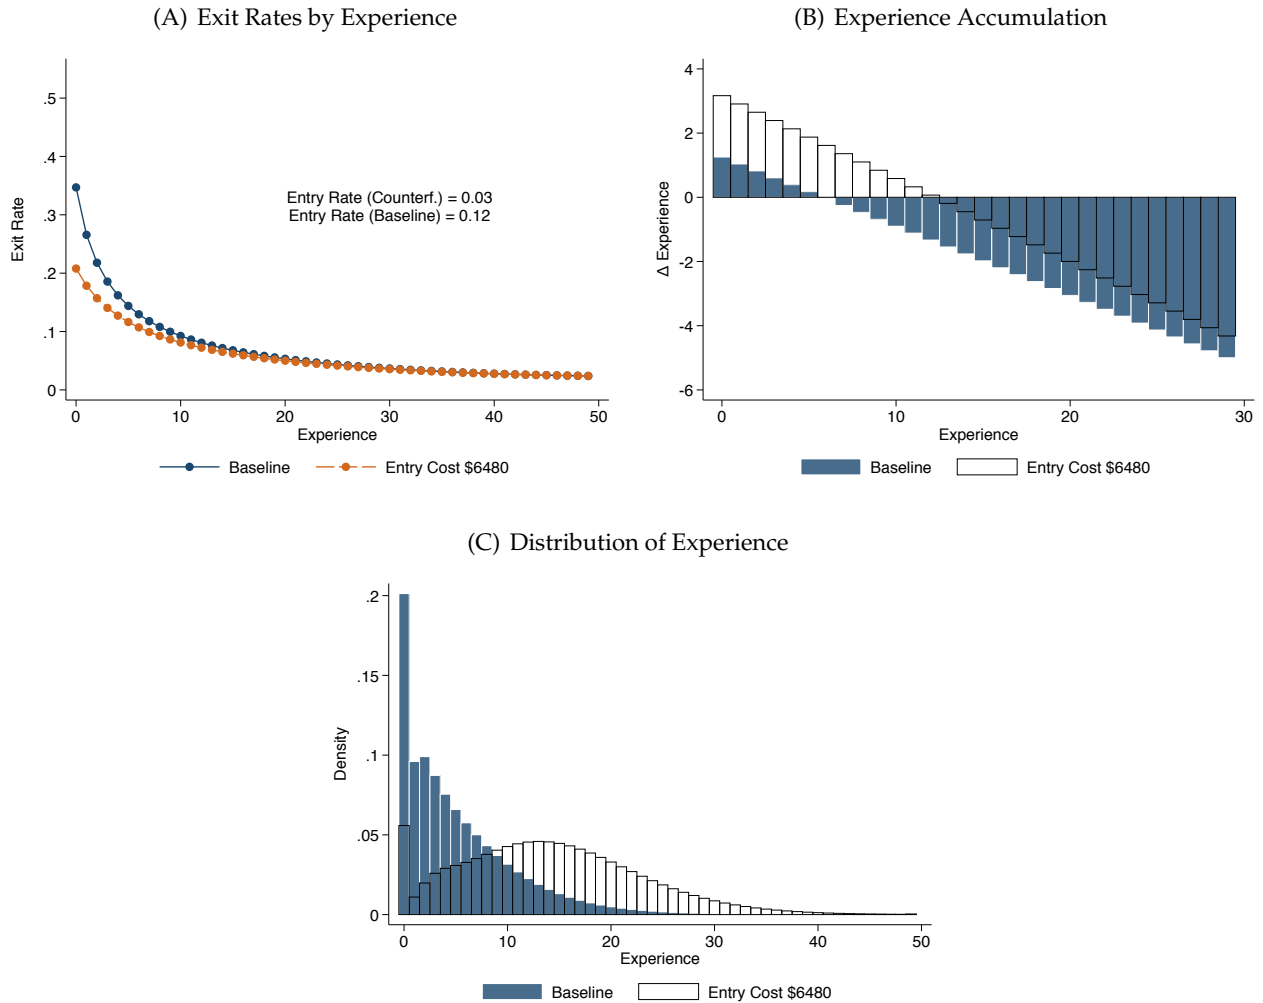 (A) Exit Rates by Experience
.5
.4
.3
.2
.1
0
Exit Rate
Entry Rate (Counterf.) = 0.03
Entry Rate (Baseline) = 0.12
0 10 20 30 40 50
Experience
Baseline Entry Cost $6480
(B) Experience Accumulation
4
2
0
-2
-4
-6
Δ Experience
0 10 20 30
Experience
Baseline Entry Cost $6480
(C) Distribution of Experience
.2
.15
.1
.05
0
Density
0 10 20 30 40 50
Experience
Baseline Entry Cost $6480